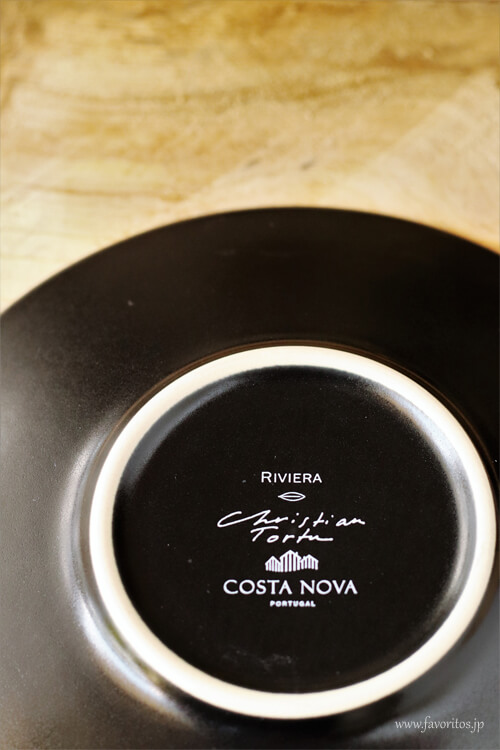 RIVIERA
Christian
Tortu
COSTA NOVA
PORTUGAL
www.favoritos.jp